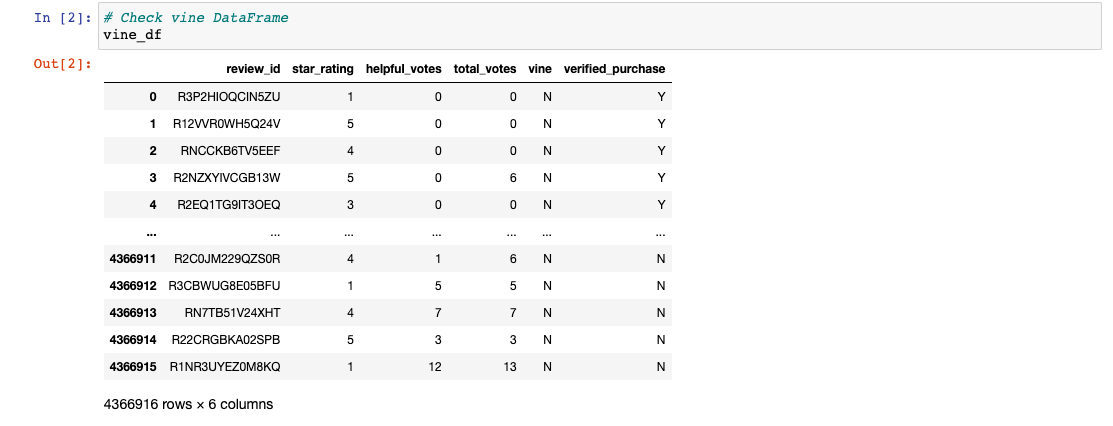 In [2]: # Check vine DataFrame
vine_df
Out[2]:
review_id star_rating helpful_votes total_votes vine verified_purchase
0 R3P2HIOQCIN5ZU 1 0 0 N Y
1 R12VVR0WH5Q24V 5 0 0 N Y
2 RNCCKB6TV5EEF 4 0 0 N Y
3 R2NZXYIVCGB13W 5 0 6 N Y
4 R2EQ1TG9IT3OEQ 3 0 0 N Y
... ... ... ... ... ... ...
4366911 R2C0JM229QZS0R 4 1 6 N N
4366912 R3CBWUG8E05BFU 1 5 5 N N
4366913 RN7TB51V24XHT 4 7 7 N N
4366914 R22CRGBKA02SPB 5 3 3 N N
4366915 R1NR3UYEZ0M8KQ 1 12 13 N N
4366916 rows × 6 columns